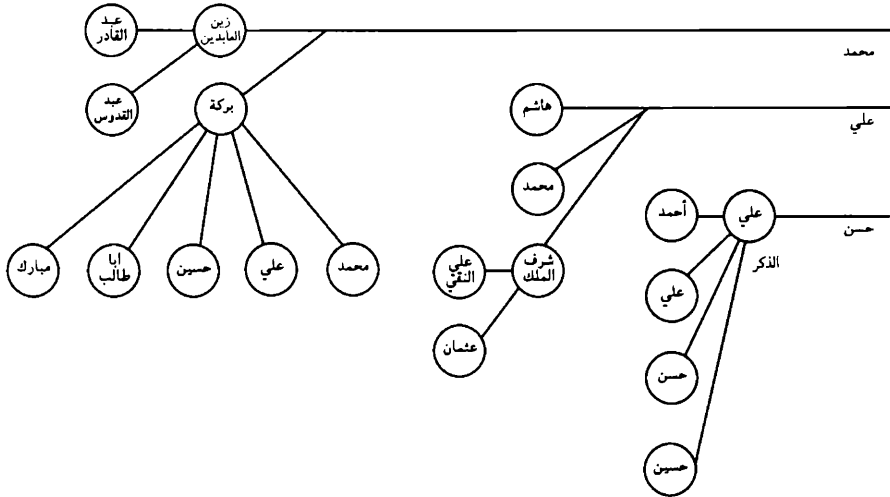 محمد
زين
العابدين
عبد
القادر
عبد
القدوس
بركة
محمد
علي
حسين
ابا
طالب
مبارك
علي
هاشم
محمد
شرف
الملك
علي
النقي
عثمان
حسن
علي
الذكر
أحمد
علي
حسن
حسين